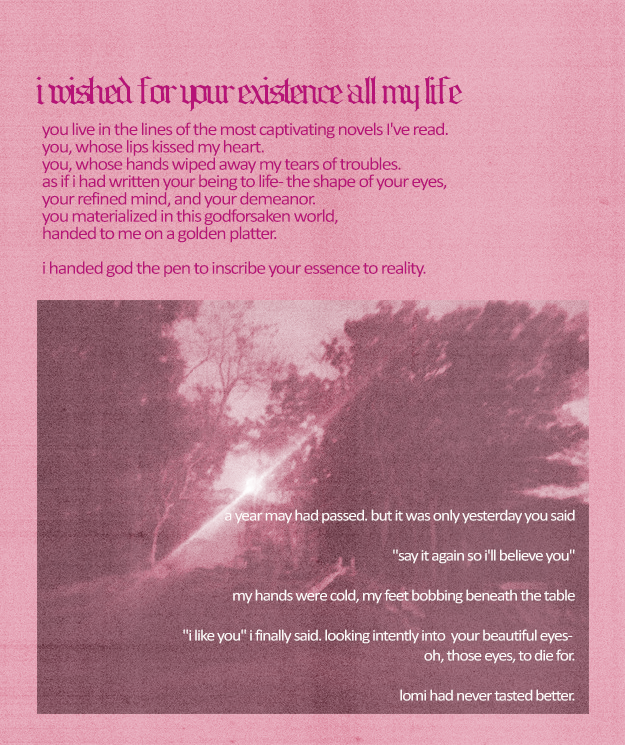 i wished for your existence all my life
you live in the lines of the most captivating novels I've read.
you, whose lips kissed my heart.
you, whose hands wiped away my tears of troubles.
as if i had written your being to life- the shape of your eyes,
your refined mind, and your demeanor.
you materialized in this godforsaken world,
handed to me on a golden platter.
i handed god the pen to inscribe your essence to reality.
a year may had passed. but it was only yesterday you said
"say it again so i'll believe you"
my hands were cold, my feet bobbing beneath the table
"i like you" i finally said. looking intently into  your beautiful eyes-
oh, those eyes, to die for.
lomi had never tasted better.